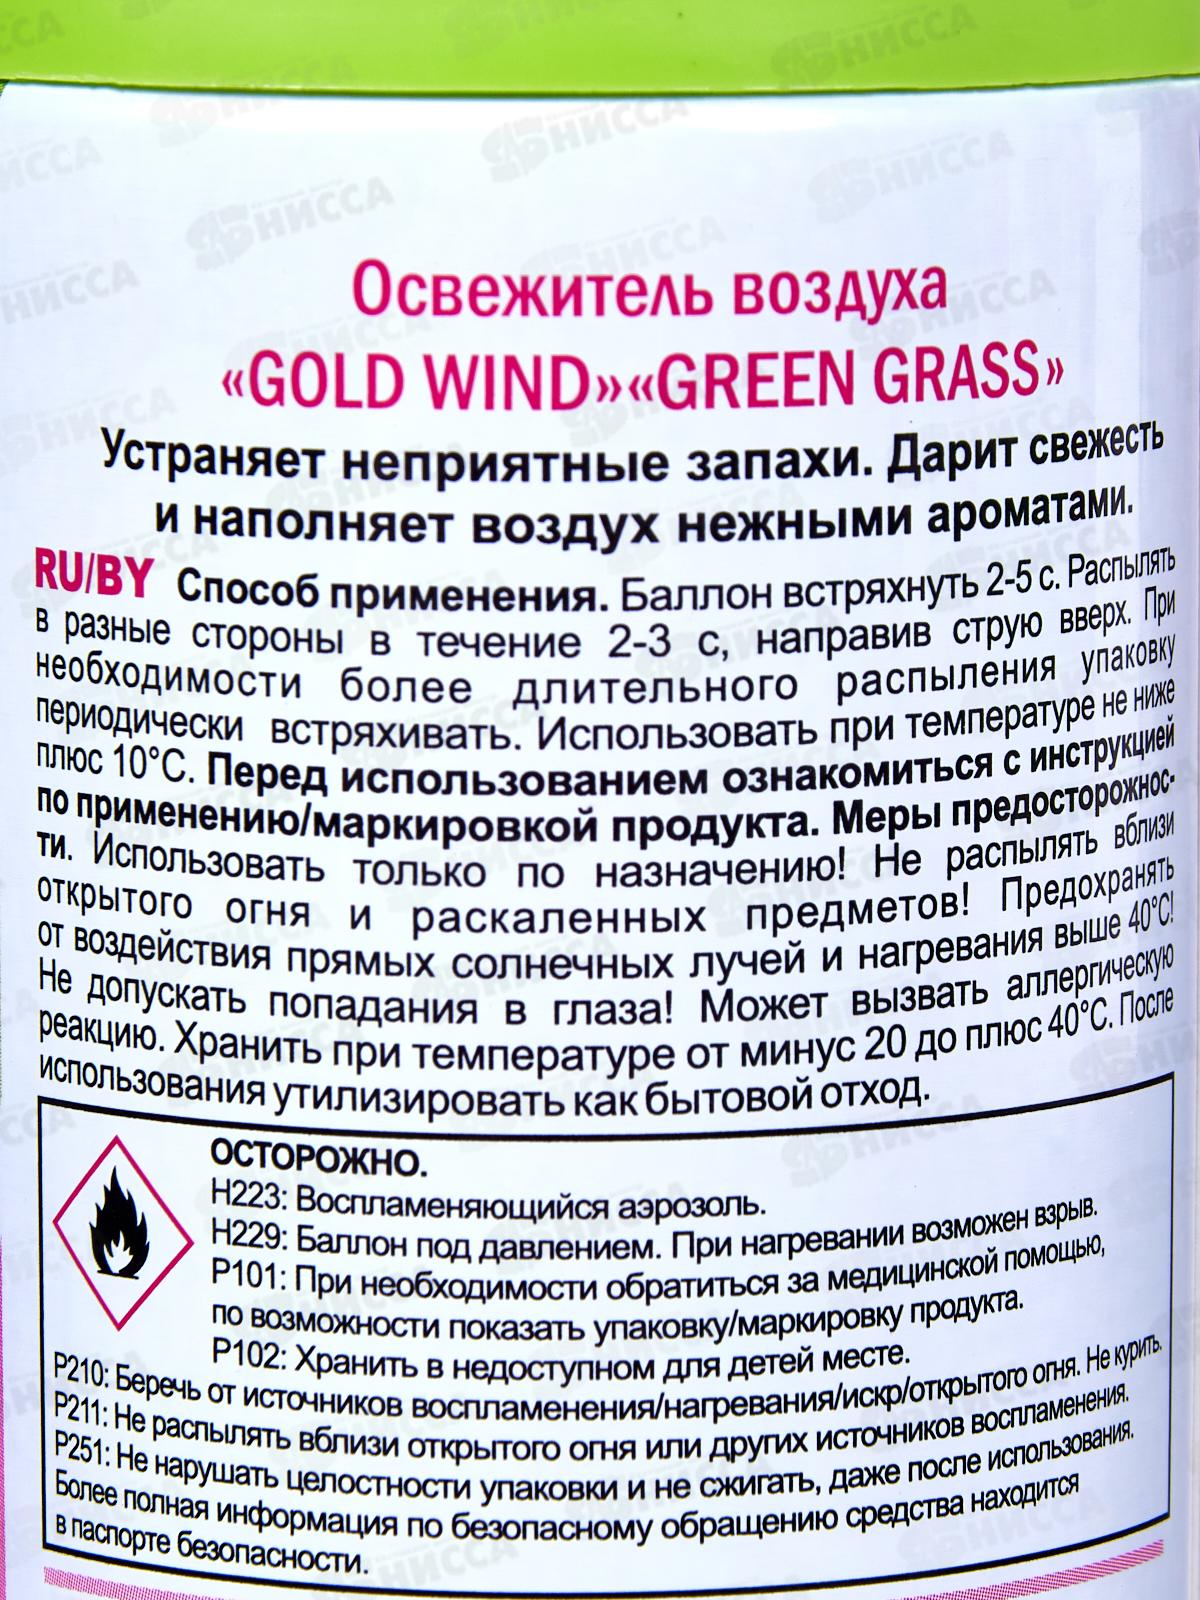 Освежитель воздуха
«GOLD WIND»«GREEN GRASS»
Устраняет неприятные запахи. Дарит свежесть
и наполняет воздух нежными ароматами.
RU/BY Способ применения. Баллон встряхнуть 2-5 с. Распылять
в разные стороны в течение 2-3 с, направив струю вверх. При
необходимости более длительного распыления упаковку
периодически встряхивать. Использовать при температуре не ниже
плюс 10°С. Перед использованием ознакомиться с инструкцией
по применению/маркировкой продукта. Меры предосторожнос-
ти. Использовать только по назначению! Не распылять вблизи
открытого огня и раскаленных предметов! Предохранять
от воздействия прямых солнечных лучей и нагревания выше 40°С!
Не допускать попадания в глаза! Может вызвать аллергическую
реакцию. Хранить при температуре от минус 20 до плюс 40°С. После
использования утилизировать как бытовой отход.
ОСТОРОЖНО.
H223: Воспламеняющийся аэрозоль.
H229: Баллон под давлением. При нагревании возможен взрыв.
P101: При необходимости обратиться за медицинской помощью,
по возможности показать упаковку/маркировку продукта.
P102: Хранить в недоступном для детей месте.
P210: Беречь от источников воспламенения/нагревания/искр/открытого огня. Не курить.
P211: Не распылять вблизи открытого огня или других источников воспламенения.
P251: Не нарушать целостности упаковки и не сжигать, даже после использования.
Более полная информация по безопасному обращению средства находится
в паспорте безопасности.